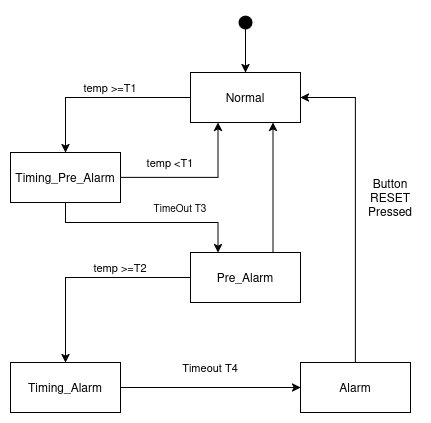 Normal
temp >=T1
Timing_Pre_Alarm
temp <T1
Button
RESET
Pressed
TimeOut T3
Pre_Alarm
temp >=T2
Timeout T4
Timing_Alarm
Alarm